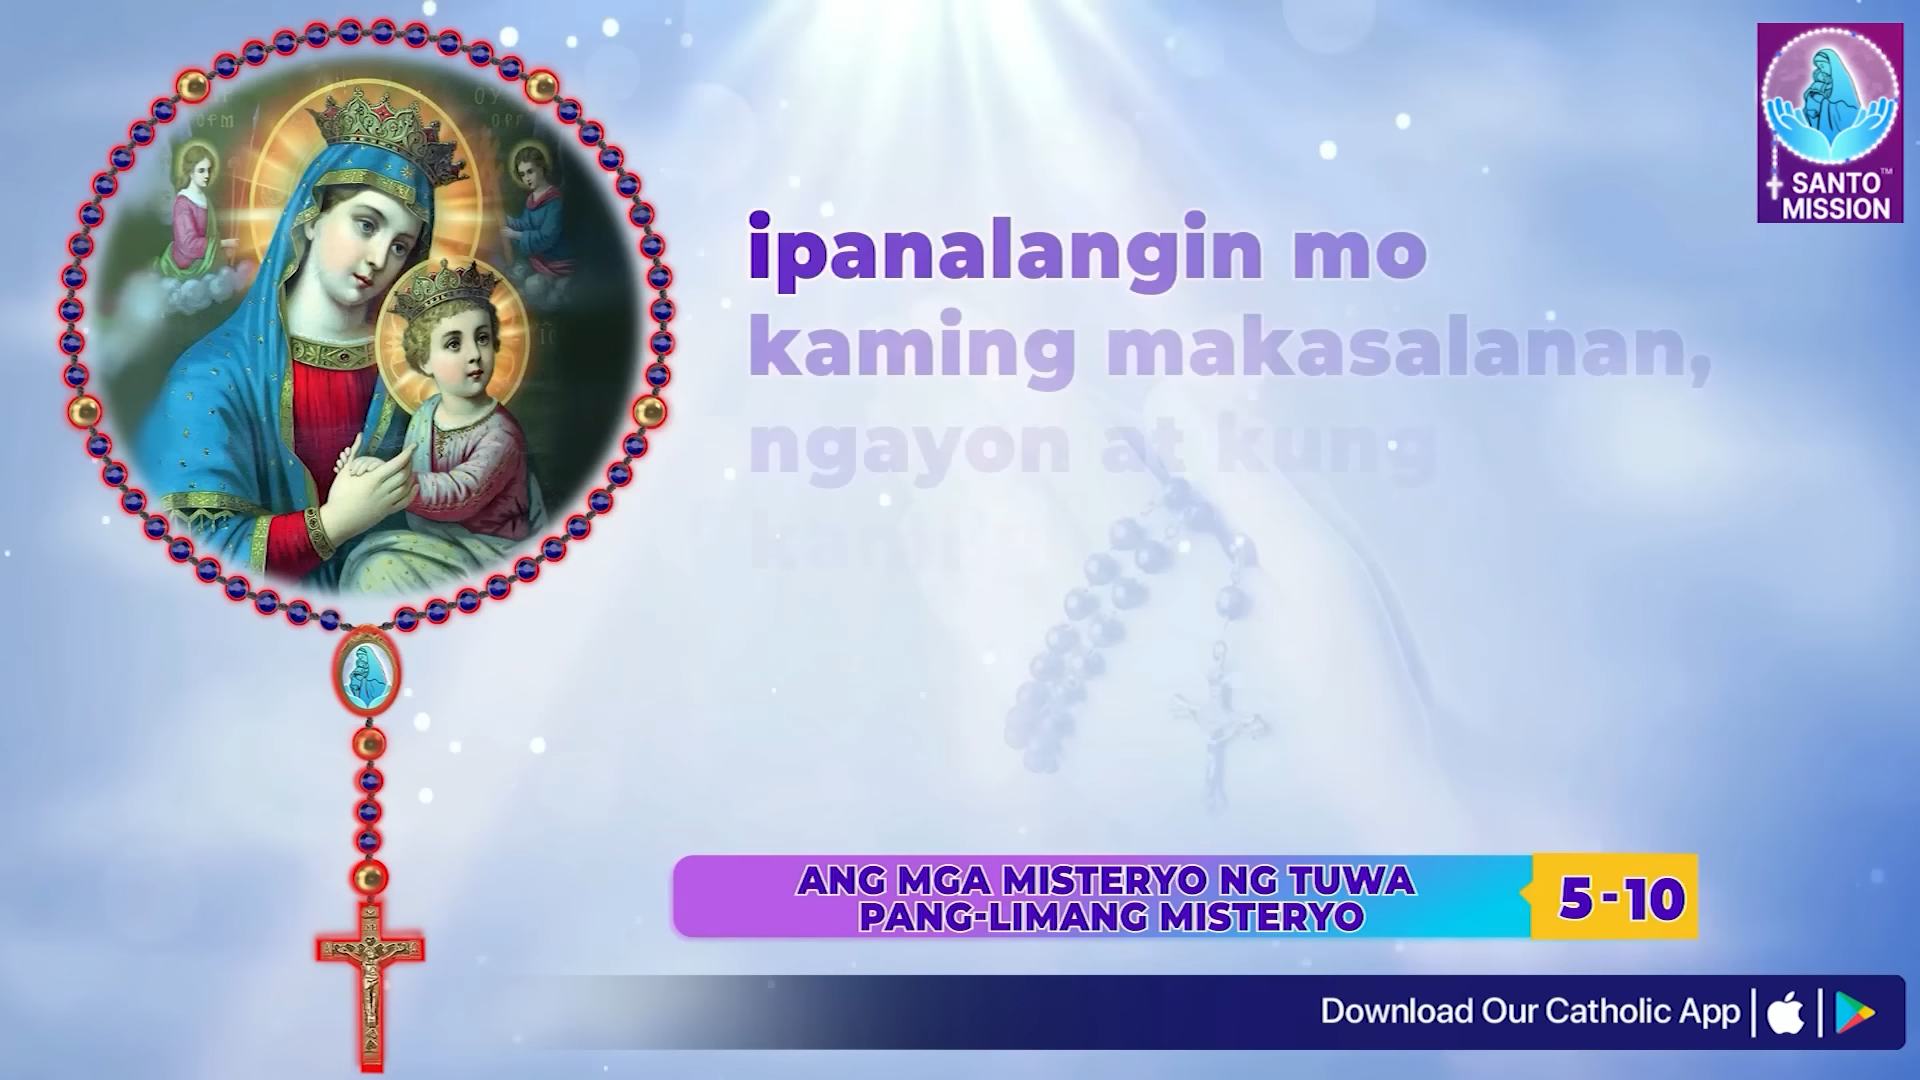 SANTO™
MISSION
ipanalangin mo
kaming makasalanan,
ngayon at kung
ANG MGA MISTERYO NG TUWA
PANG-LIMANG MISTERYO
5-10
Download Our Catholic App